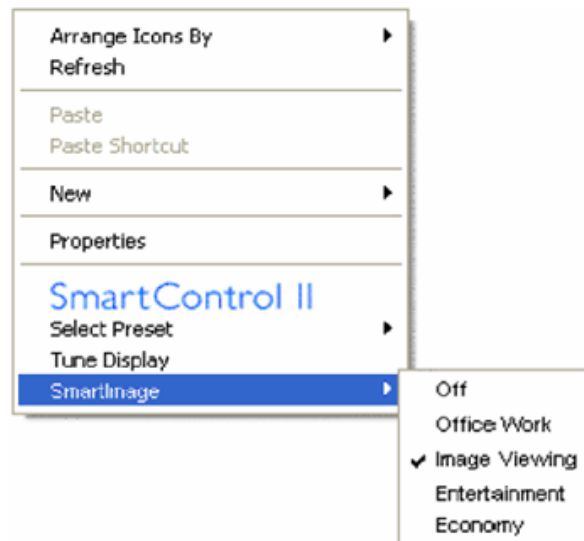 Arrange Icons By
Refresh
Paste
Paste Shortcut
New
Properties
SmartControl II
Select Preset
Tune Display
SmartImage
Off
Office Work
Image Viewing
Entertainment
Economy